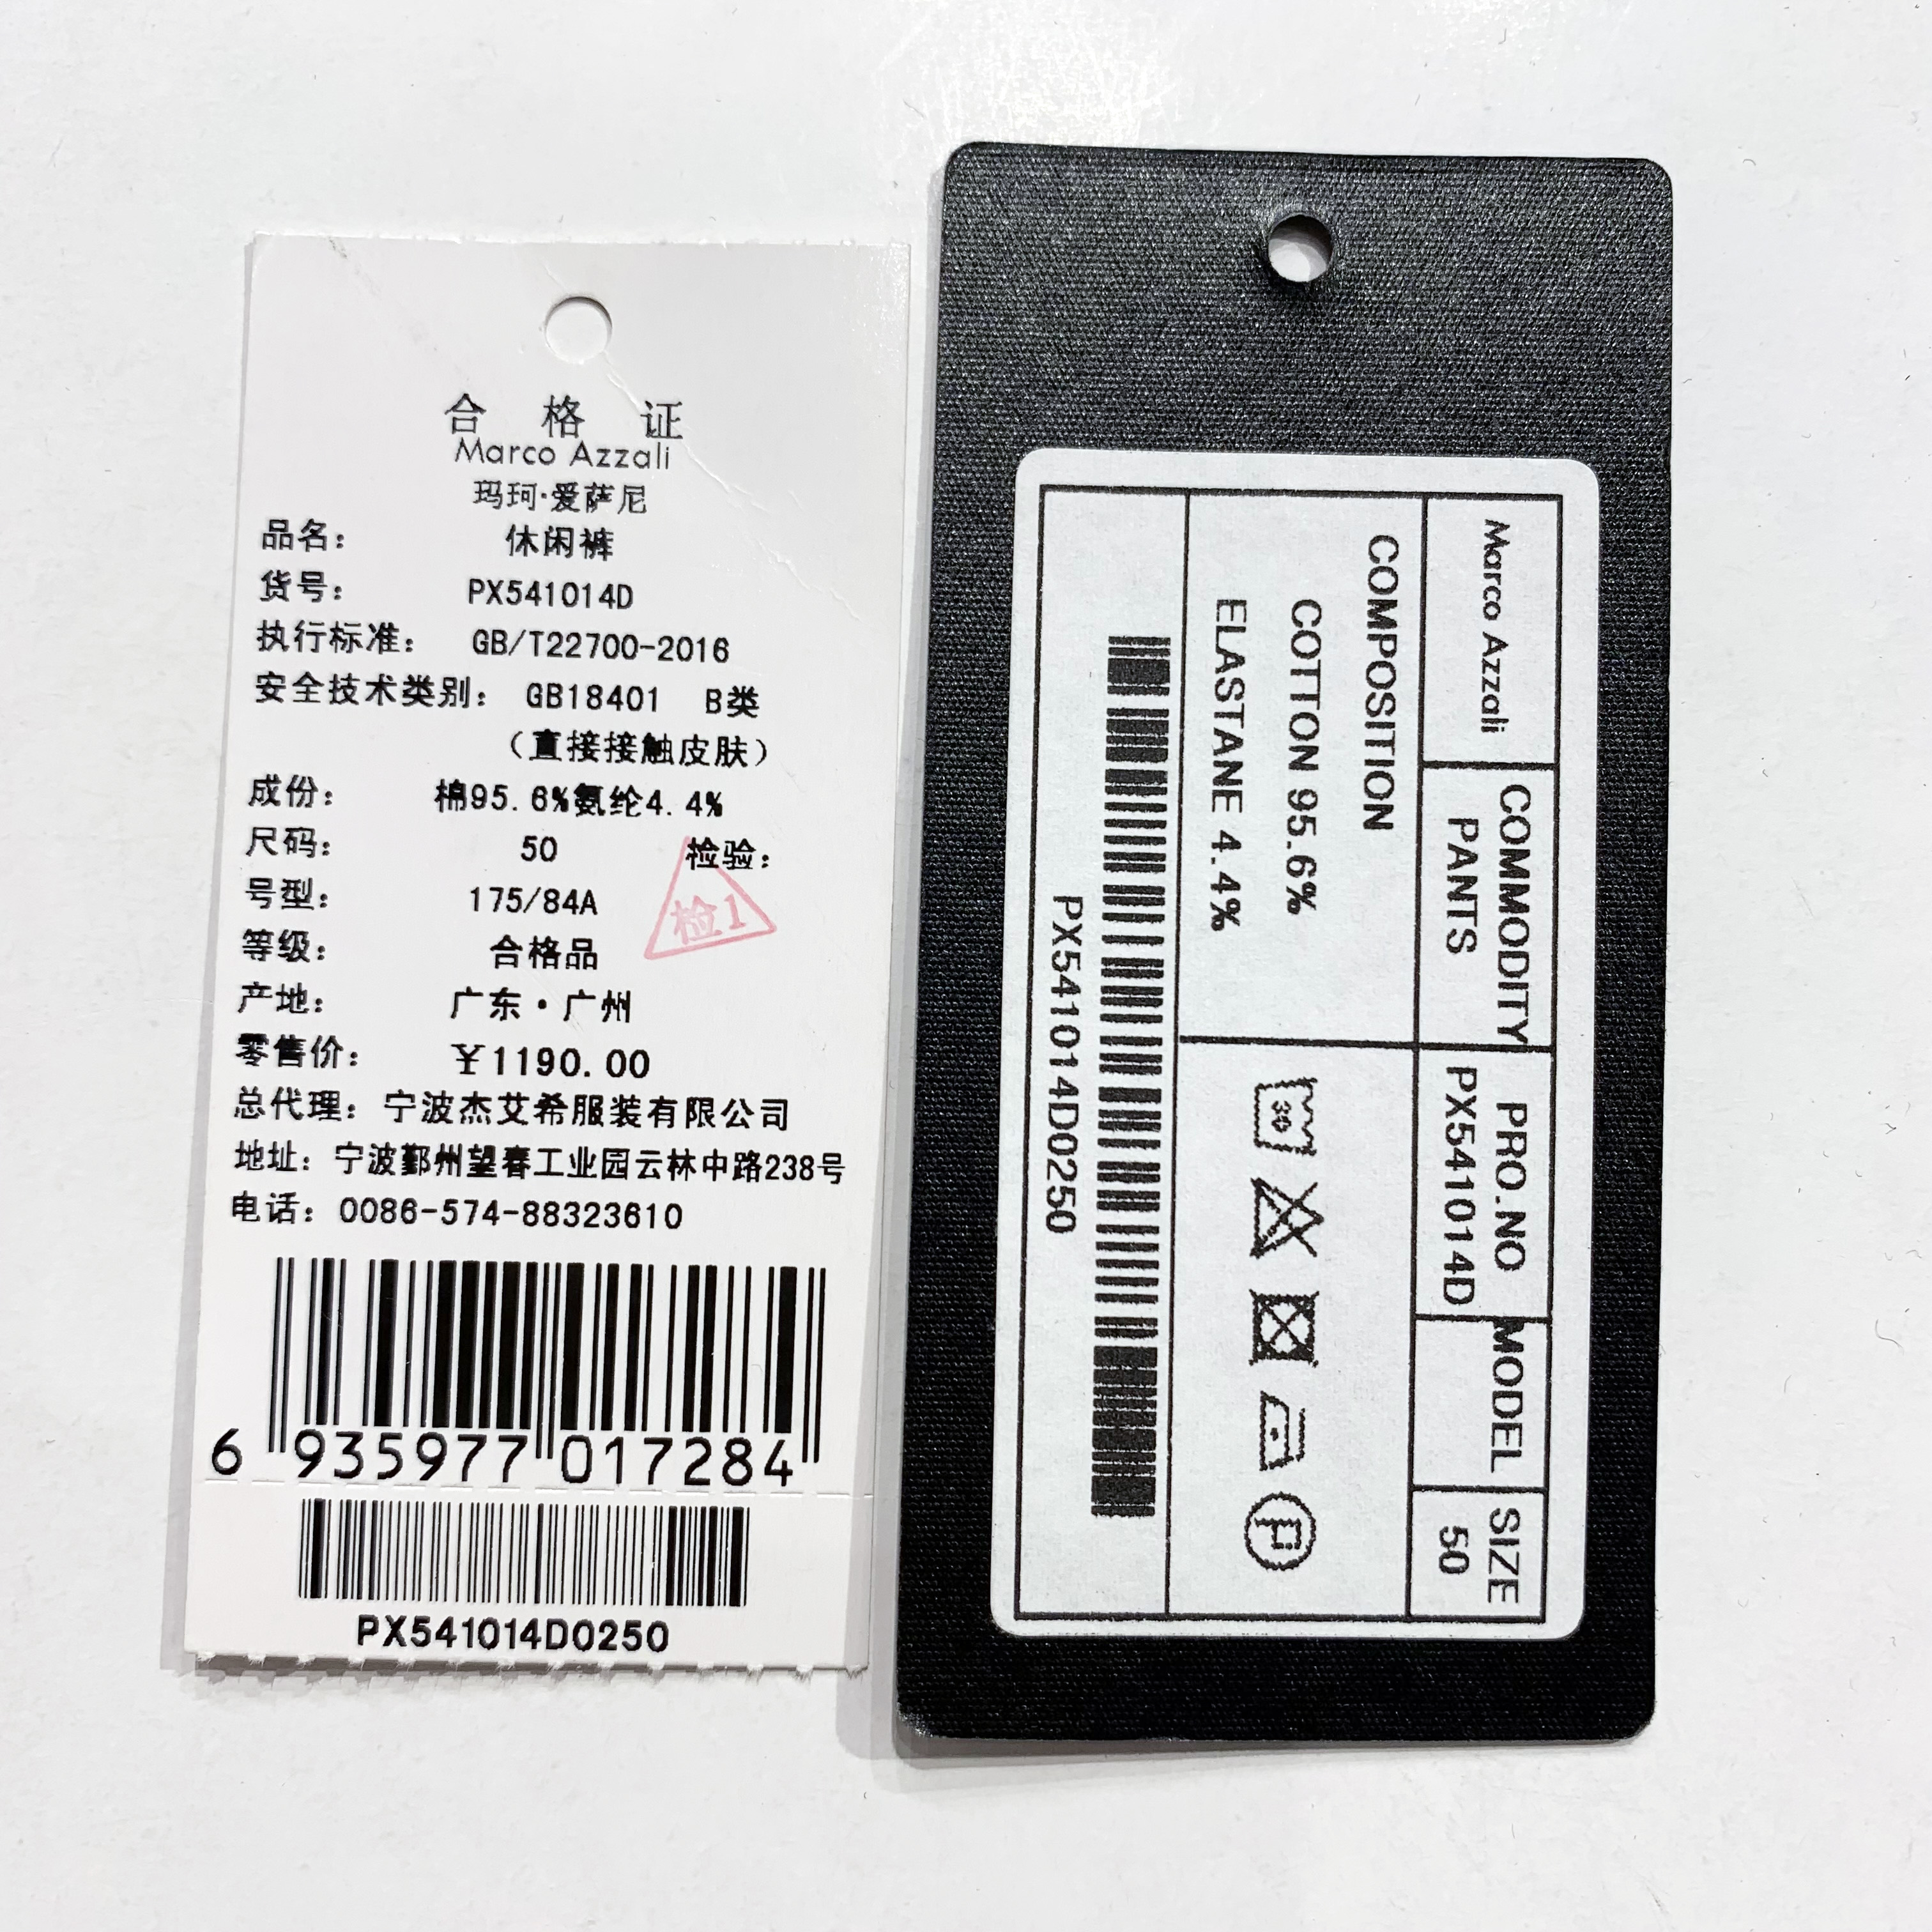 合 格 证
Marco Azzali
玛珂·爱萨尼
品名： 休闲裤
货号： PX541014D
执行标准： GB/T22700-2016
安全技术类别： GB18401 B类
（直接接触皮肤）
成份： 棉95.6%氨纶4.4%
尺码： 50 检验：
检1
号型： 175/84A
等级： 合格品
产地： 广东·广州
零售价： ￥1190.00
总代理： 宁波杰艾希服装有限公司
地址： 宁波鄞州望春工业园云林中路238号
电话： 0086-574-88323610
6 935977 017284
PX541014D0250
Marco Azzali
COMMODITY
PANTS
PRO.NO
PX541014D
MODEL
SIZE
50
COMPOSITION
COTTON 95.6%
ELASTANE 4.4%
30
P
PX541014D0250